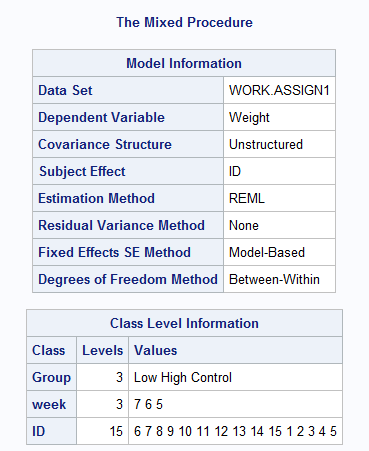 The Mixed Procedure
Model Information
Data Set WORK.ASSIGN1
Dependent Variable Weight
Covariance Structure Unstructured
Subject Effect ID
Estimation Method REML
Residual Variance Method None
Fixed Effects SE Method Model-Based
Degrees of Freedom Method Between-Within
Class Level Information
Class Levels Values
Group 3 Low High Control
week 3 7 6 5
ID 15 6 7 8 9 10 11 12 13 14 15 1 2 3 4 5